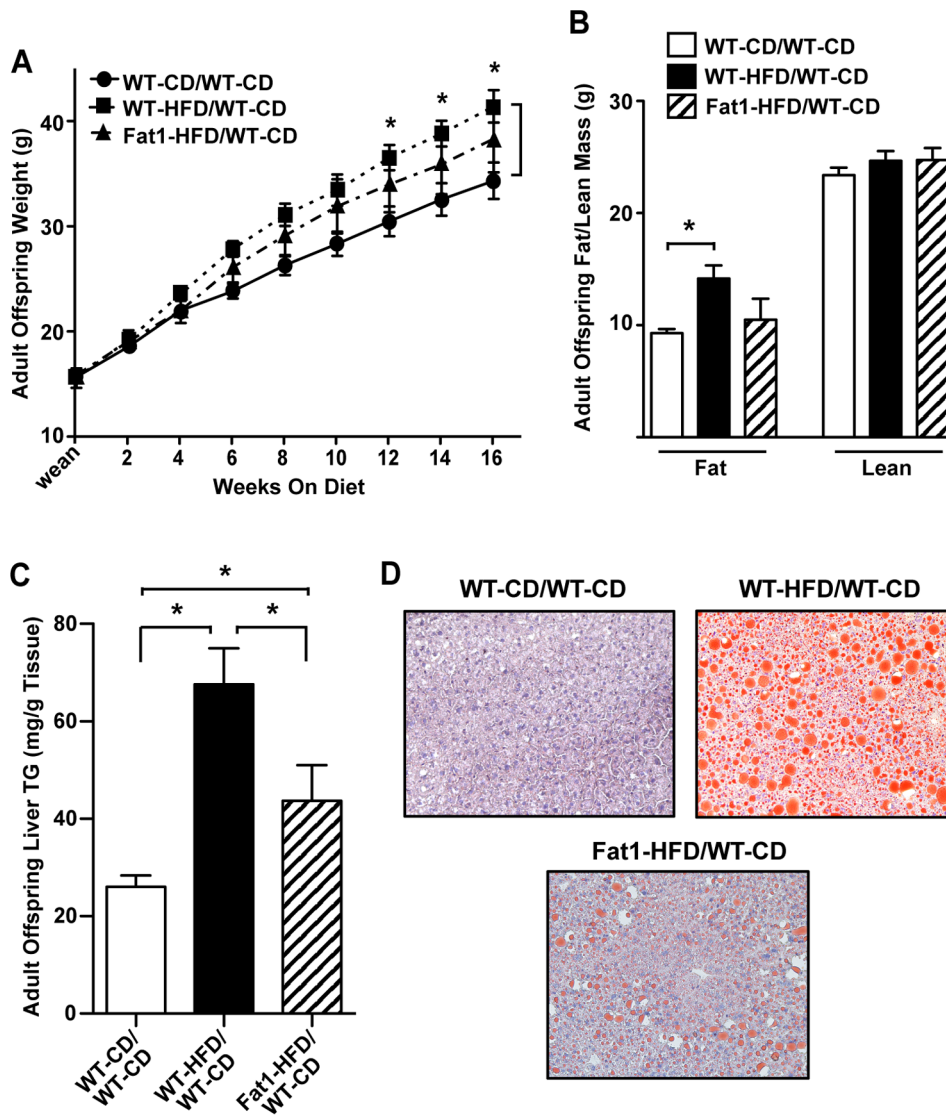 A
WT-CD/WT-CD
WT-HFD/WT-CD
Fat1-HFD/WT-CD
* * *
Adult Offspring Weight (g)
40
30
20
10
wean 2 4 6 8 10 12 14 16
Weeks On Diet
B
WT-CD/WT-CD
WT-HFD/WT-CD
Fat1-HFD/WT-CD
Adult Offspring Fat/Lean Mass (g)
30
20
10
*
Fat Lean
C
*
* *
Adult Offspring Liver TG (mg/g Tissue)
80
60
40
20
0
WT-CD/
WT-CD
WT-HFD/
WT-CD
Fat1-HFD/
WT-CD
D
WT-CD/WT-CD
WT-HFD/WT-CD
Fat1-HFD/WT-CD